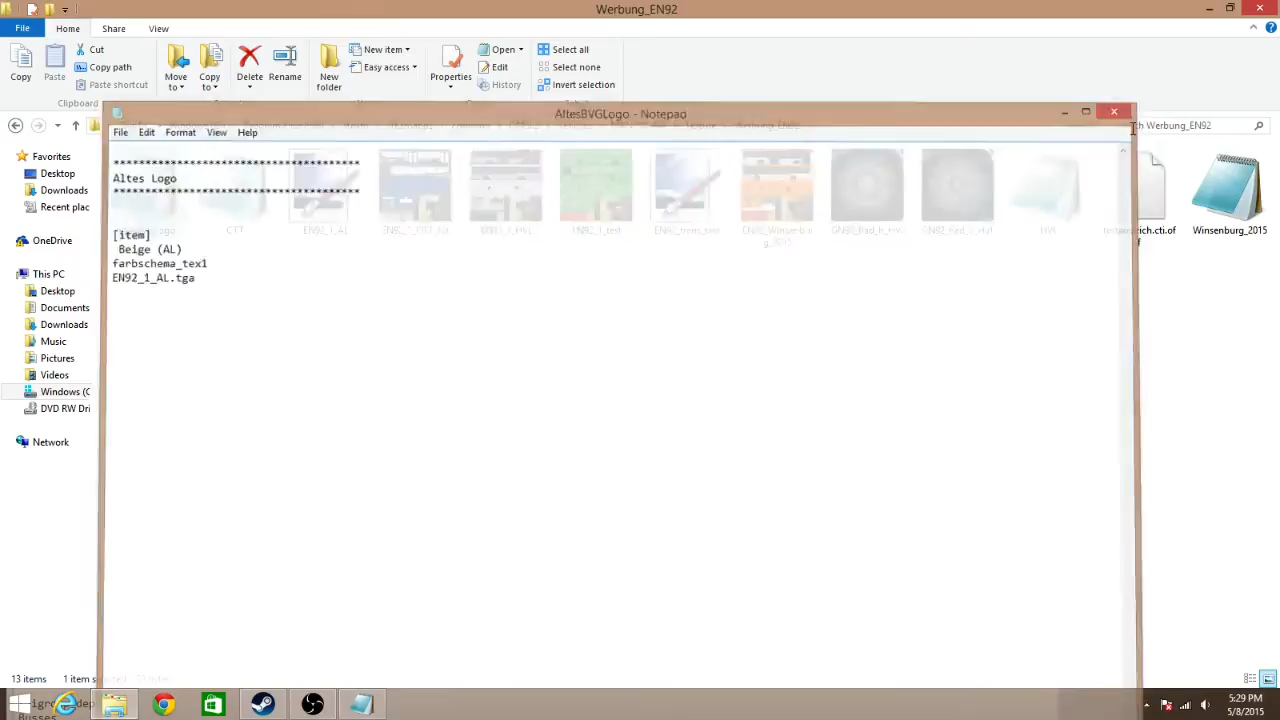 Werbung_EN92
File
Home
Share
View
Copy
Paste
Cut
Copy path
Paste shortcut
Move to
Copy to
Delete
Rename
New folder
New item
Easy access
Properties
Open
Edit
History
Select all
Select none
Invert selection
Clipboard
AltesBVGLogo - Notepad
File Edit Format View Help
Werbung_EN92
****************************************
Altes Logo
****************************************
[item]
Beige (AL)
farbschema_tex1
EN92_1_AL.tga
EN92_1_AL
EN92_1_test
Winsenburg_2015
Favorites
Desktop
Downloads
Recent plac
OneDrive
This PC
Desktop
Documents
Downloads
Music
Pictures
Videos
Windows (C
DVD RW Dri
Network
13 items
5:29 PM
5/8/2015